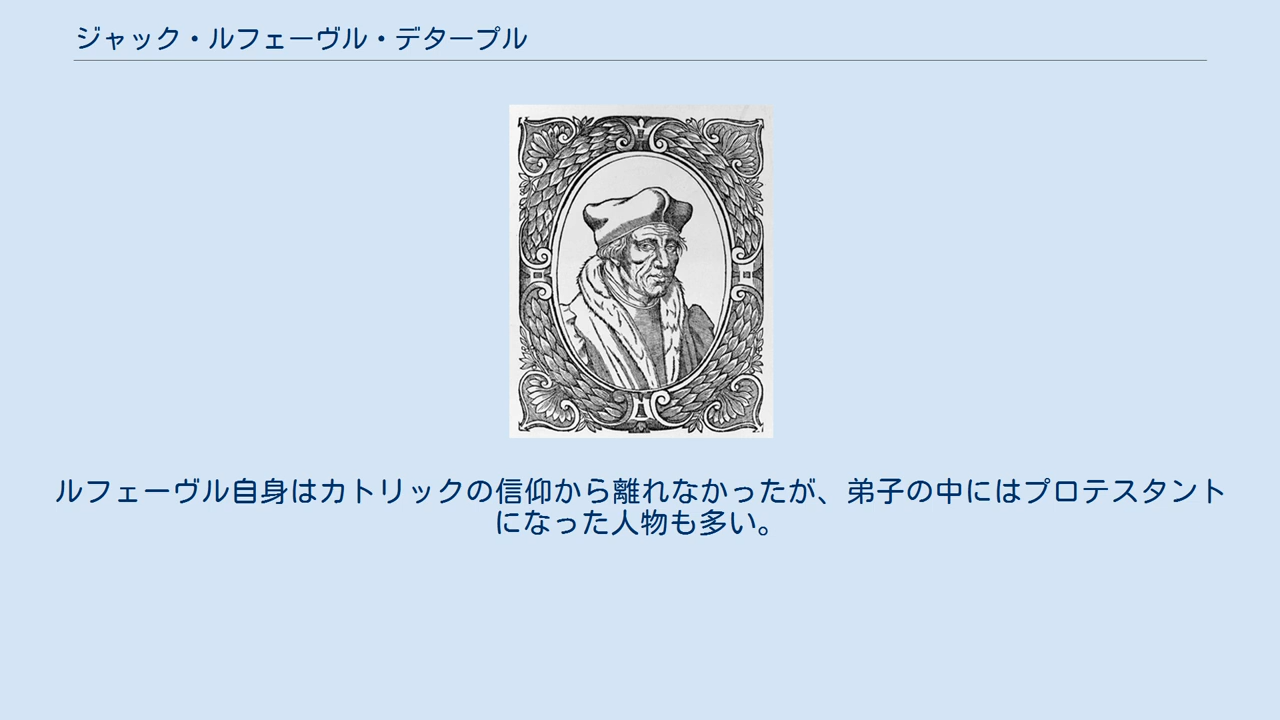 ジャック・ルフェーヴル・デタープル
ルフェーヴル自身はカトリックの信仰から離れなかったが、弟子の中にはプロテスタント
になった人物も多い。